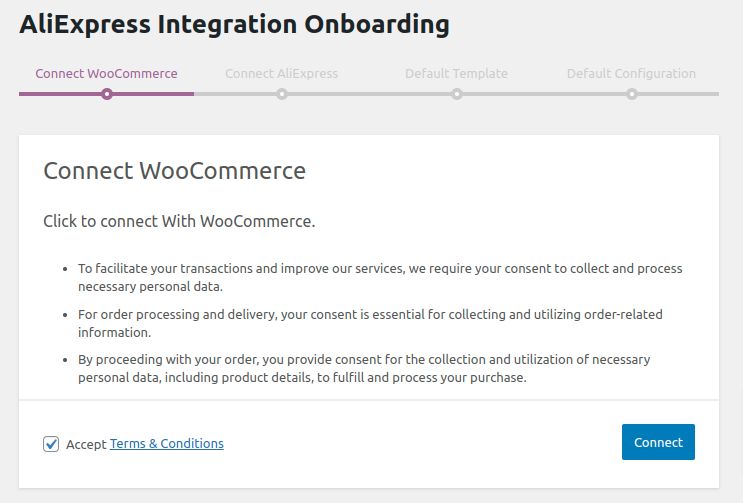 AliExpress Integration Onboarding
Connect WooCommerce
Connect AliExpress
Default Template
Default Configuration
Connect WooCommerce
Click to connect With WooCommerce.
• To facilitate your transactions and improve our services, we require your consent to collect and process
necessary personal data.
• For order processing and delivery, your consent is essential for collecting and utilizing order-related
information.
• By proceeding with your order, you provide consent for the collection and utilization of necessary
personal data, including product details, to fulfill and process your purchase.
Accept Terms & Conditions
Connect